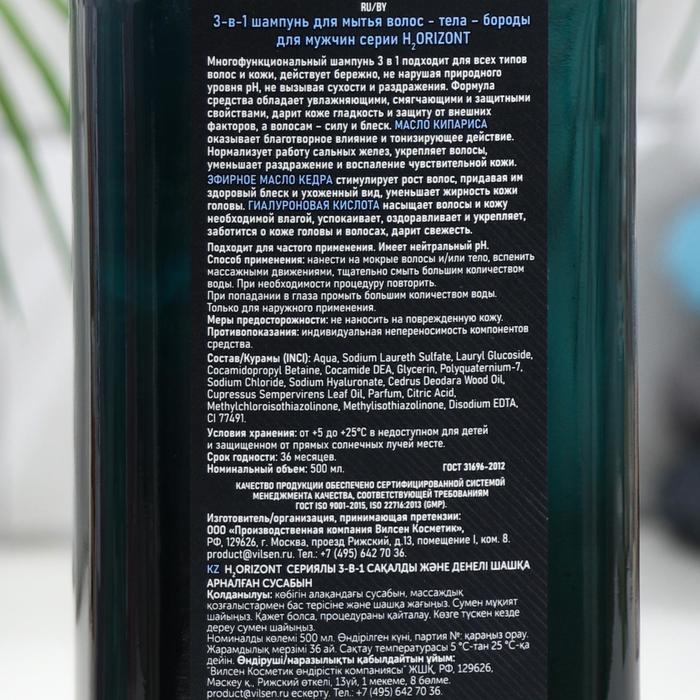 RU/BY
3-в-1 шампунь для мытья волос - тела – бороды
для мужчин серии H₂ORIZONT
Многофункциональный шампунь 3 в 1 подходит для всех типов
волос и кожи, действует бережно, не нарушая природного
уровня pH, не вызывая сухости и раздражения. Формула
средства обладает увлажняющими, смягчающими и защитными
свойствами, дарит коже гладкость и защиту от внешних
факторов, а волосам – силу и блеск. МАСЛО КИПАРИСА
оказывает благотворное влияние и тонизирующее действие.
Нормализует работу сальных желез, укрепляет волосы,
уменьшает раздражение и воспаление чувствительной кожи.
ЭФИРНОЕ МАСЛО КЕДРА стимулирует рост волос, придавая им
здоровый блеск и ухоженный вид, уменьшает жирность кожи
головы. ГИАЛУРОНОВАЯ КИСЛОТА насыщает волосы и кожу
необходимой влагой, успокаивает, оздоравливает и укрепляет,
заботится о коже головы и волосах, дарит свежесть.
Подходит для частого применения. Имеет нейтральный pH.
Способ применения: нанести на мокрые волосы и/или тело, вспенить
массажными движениями, тщательно смыть большим количеством
воды. При необходимости процедуру повторить.
При попадании в глаза промыть большим количеством воды.
Только для наружного применения.
Меры предосторожности: не наносить на поврежденную кожу.
Противопоказания: индивидуальная непереносимость компонентов
средства.
Состав/Курамы (INCI): Aqua, Sodium Laureth Sulfate, Lauryl Glucoside,
Cocamidopropyl Betaine, Cocamide DEA, Glycerin, Polyquaternium-7,
Sodium Chloride, Sodium Hyaluronate, Cedrus Deodara Wood Oil,
Cupressus Sempervirens Leaf Oil, Parfum, Citric Acid,
Methylchloroisothiazolinone, Methylisothiazolinone, Disodium EDTA,
CI 77491.
Условия хранения: от +5 до +25°С в недоступном для детей
и защищенном от прямых солнечных лучей месте.
Срок годности: 36 месяцев.
Номинальный объем: 500 мл. ГОСТ 31696-2012
КАЧЕСТВО ПРОДУКЦИИ ОБЕСПЕЧЕНО СЕРТИФИЦИРОВАННОЙ СИСТЕМОЙ
МЕНЕДЖМЕНТА КАЧЕСТВА, СООТВЕТСТВУЮЩЕЙ ТРЕБОВАНИЯМ
ГОСТ ISO 9001-2015, ISO 22716:2013 (GMP).
Изготовитель/организация, принимающая претензии:
ООО «Производственная компания Вилсен Косметик»,
РФ, 129626, г. Москва, проезд Рижский, д.13, помещение I, ком. 8.
product@vilsen.ru. Тел.: +7 (495) 642 70 36.
KZ H₂ORIZONT СЕРИЯЛЫ 3-В-1 САҚАЛДЫ ЖӘНЕ ДЕНЕЛІ ШАШҚА
АРНАЛҒАН СУСАБЫН
Қолданылуы: көбігін алақандағы сусабын, массаждық
қозғалыстармен бас терісіне және шашқа жағыңыз. Сумен мұқият
шайыңыз. Қажет болса, процедураны қайталау. Көзге түскен кезде
дереу сумен шайыңыз.
Номиналды көлемі 500 мл. Өндірілген күні, партия №: қараңыз орау.
Жарамдылық мерзімі 36 ай. Сақтау температурасы 5 °С-тан 25 °С-қа
дейін. Өндіруші/наразылықты қабылдайтын ұйым:
"Вилсен Косметик өндірістік компаниясы" ЖШҚ, РФ, 129626,
Мәскеу қ., Рижский өткелі, 13үй, 1 мекеме, 8 бөлме.
product@vilsen.ru ескерту. Тел.: +7 (495) 642 70 36.